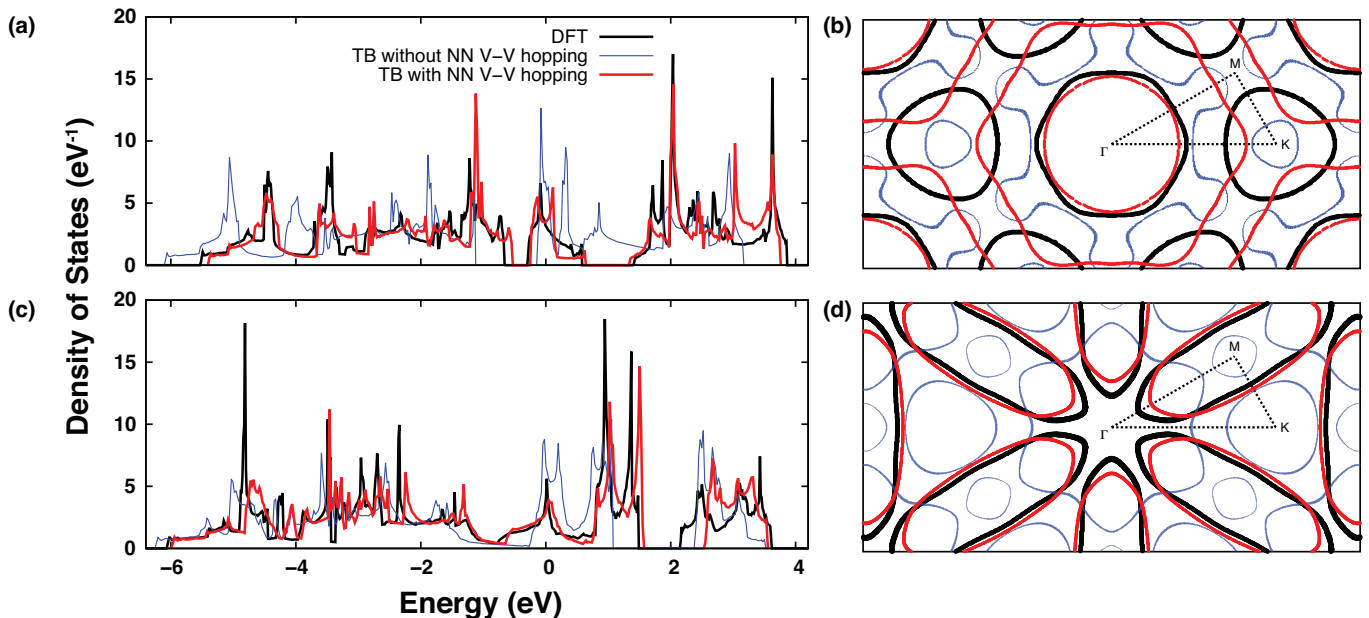 (a)
DFT
TB without NN V−V hopping
TB with NN V−V hopping
20
15
10
5
0
(b)
M
Γ
K
Density of States (eV⁻¹)
(c)
20
15
10
5
0
−6
−4
−2
0
2
4
Energy (eV)
(d)
M
Γ
K